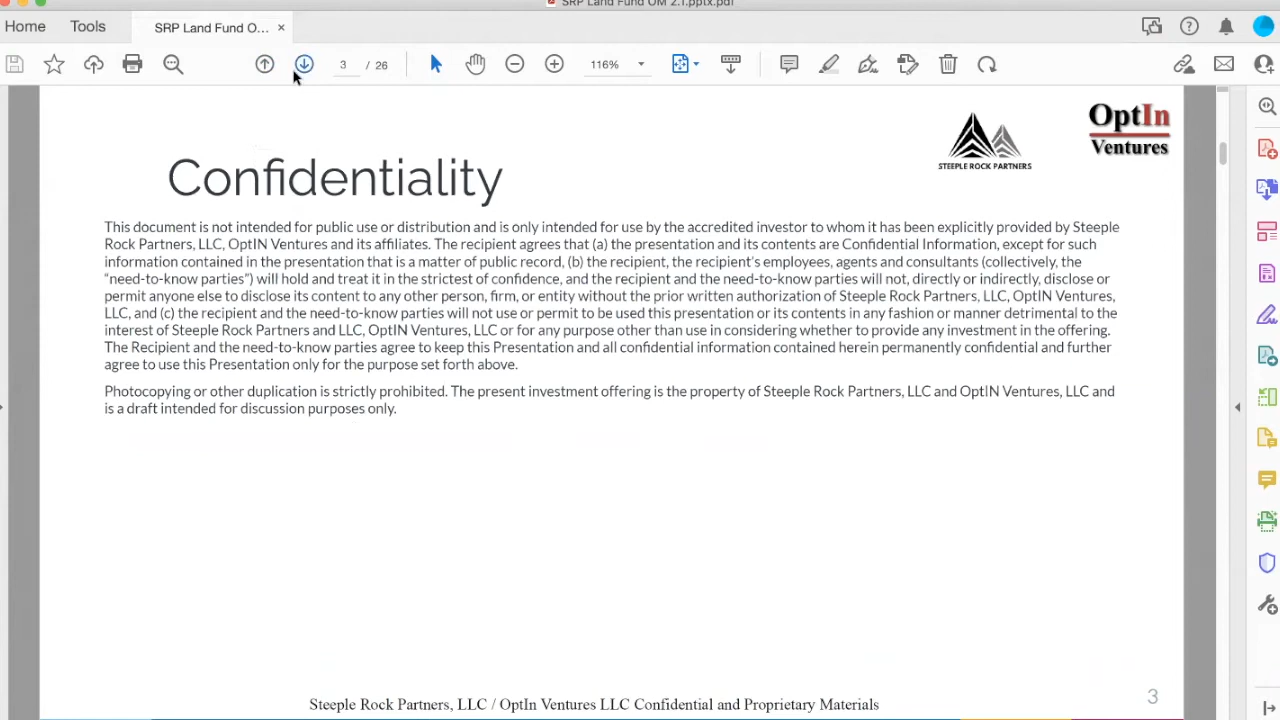 SRP Land Fund OM 2.1.pptx.pdf
Home
Tools
SRP Land Fund O...
×
3 / 26
116%
STEEPLE ROCK PARTNERS
OptIn
Ventures
Confidentiality
This document is not intended for public use or distribution and is only intended for use by the accredited investor to whom it has been explicitly provided by Steeple
Rock Partners, LLC, OptIN Ventures and its affiliates. The recipient agrees that (a) the presentation and its contents are Confidential Information, except for such
information contained in the presentation that is a matter of public record, (b) the recipient, the recipient's employees, agents and consultants (collectively, the
“need-to-know parties”) will hold and treat it in the strictest of confidence, and the recipient and the need-to-know parties will not, directly or indirectly, disclose or
permit anyone else to disclose its content to any other person, firm, or entity without the prior written authorization of Steeple Rock Partners, LLC, OptIN Ventures,
LLC, and (c) the recipient and the need-to-know parties will not use or permit to be used this presentation or its contents in any fashion or manner detrimental to the
interest of Steeple Rock Partners and LLC, OptIN Ventures, LLC or for any purpose other than use in considering whether to provide any investment in the offering.
The Recipient and the need-to-know parties agree to keep this Presentation and all confidential information contained herein permanently confidential and further
agree to use this Presentation only for the purpose set forth above.
Photocopying or other duplication is strictly prohibited. The present investment offering is the property of Steeple Rock Partners, LLC and OptIN Ventures, LLC and
is a draft intended for discussion purposes only.
Steeple Rock Partners, LLC / OptIn Ventures LLC Confidential and Proprietary Materials
3